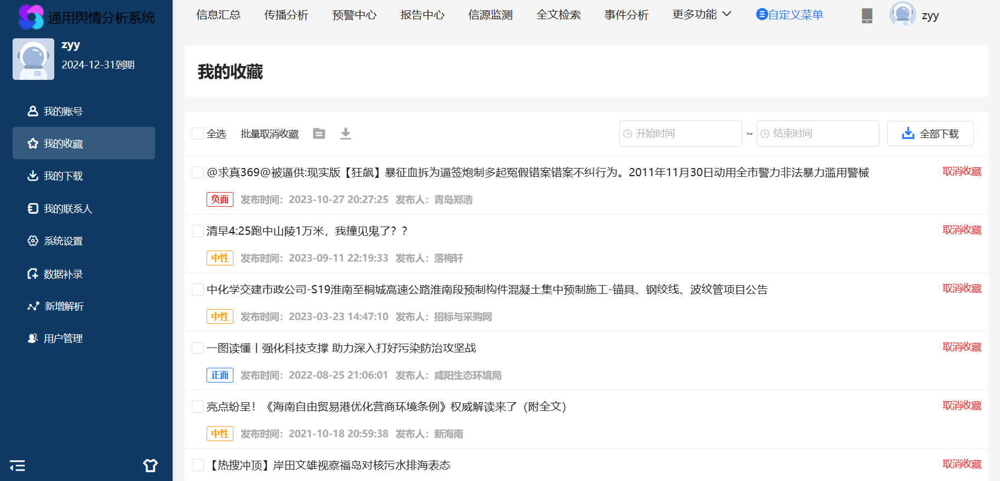 通用舆情分析系统
信息汇总 传播分析 预警中心 报告中心 信源监测 全文检索 事件分析 更多功能 自定义菜单 zyy
zyy
2024-12-31到期
我的账号
我的收藏
我的下载
我的联系人
系统设置
数据补录
新增解析
用户管理
我的收藏
全选 批量取消收藏 开始时间 ~ 结束时间 全部下载
@求真369@被逼供:现实版【狂飙】暴征血拆为逼签炮制多起冤假错案错案不纠行为。2011年11月30日动用全市警力非法暴力滥用警械 取消收藏
负面 发布时间：2023-10-27 20:27:25 发布人：青岛郑浩
清早4:25跑中山陵1万米，我撞见鬼了？？ 取消收藏
中性 发布时间：2023-09-11 22:19:33 发布人：落梅轩
中化学交建市政公司-S19淮南至桐城高速公路淮南段预制构件混凝土集中预制施工-锚具、钢绞线、波纹管项目公告 取消收藏
中性 发布时间：2023-03-23 14:47:10 发布人：招标与采购网
一图读懂丨强化科技支撑 助力深入打好污染防治攻坚战 取消收藏
正面 发布时间：2022-08-25 21:06:01 发布人：咸阳生态环境局
亮点纷呈！《海南自由贸易港优化营商环境条例》权威解读来了（附全文） 取消收藏
中性 发布时间：2021-10-18 20:59:38 发布人：新海南
【热搜冲顶】岸田文雄视察福岛对核污水排海表态 取消收藏